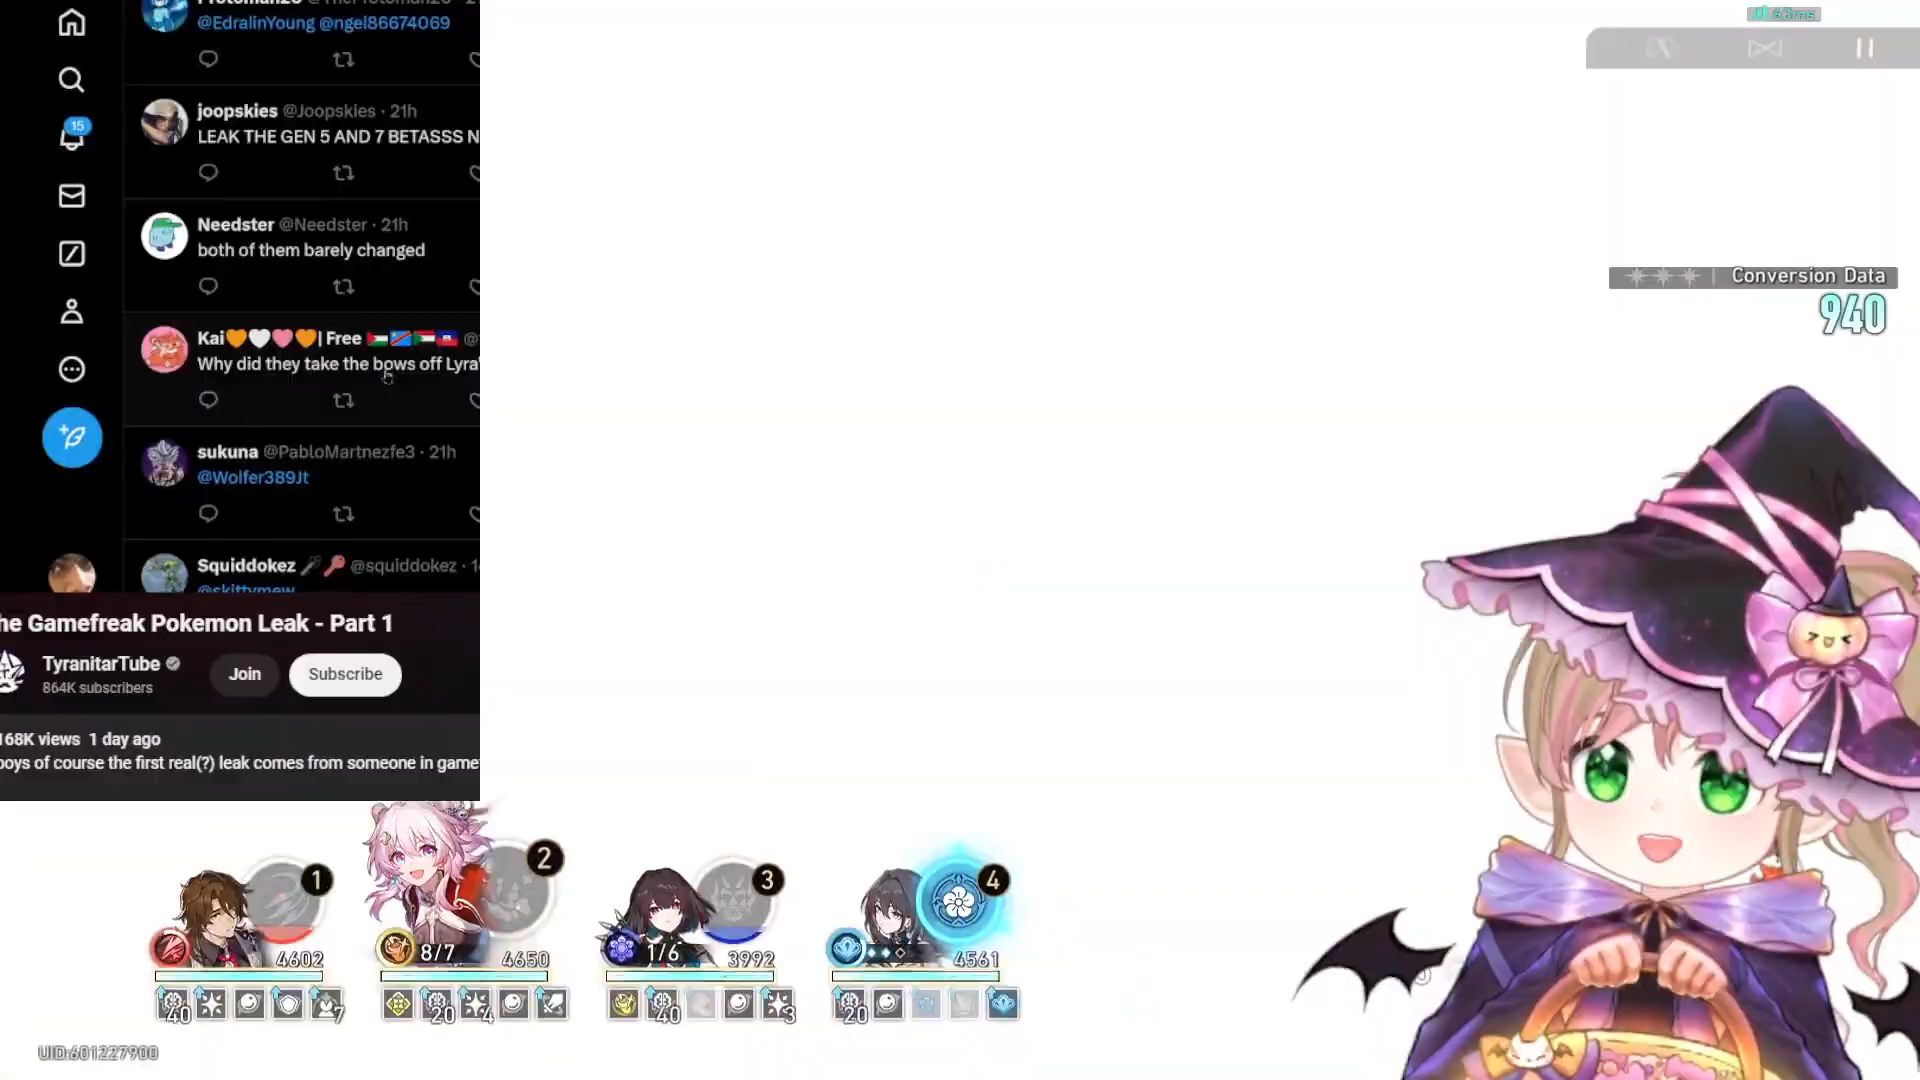 @EdralinYoung @ngel86674069
15
joopskies @Joopskies · 21h
LEAK THE GEN 5 AND 7 BETASSS N
Needster @Needster · 21h
both of them barely changed
Kai🧡🤍🩷🧡| Free 🇵🇸🇨🇩🇸🇩🇭🇹
Why did they take the bows off Lyra'
sukuna @PabloMartnezfe3 · 21h
@Wolfer389Jt
Squiddokez 🗝️ @squiddokez ·
@skittymew
he Gamefreak Pokemon Leak - Part 1
TyranitarTube
864K subscribers
Join
Subscribe
168K views 1 day ago
boys of course the first real(?) leak comes from someone in game
63ms
Conversion Data
940
1
2
3
4
8/7
1/6
4602
4650
3992
4561
40
7
20
4
40
3
20
UID:601227900